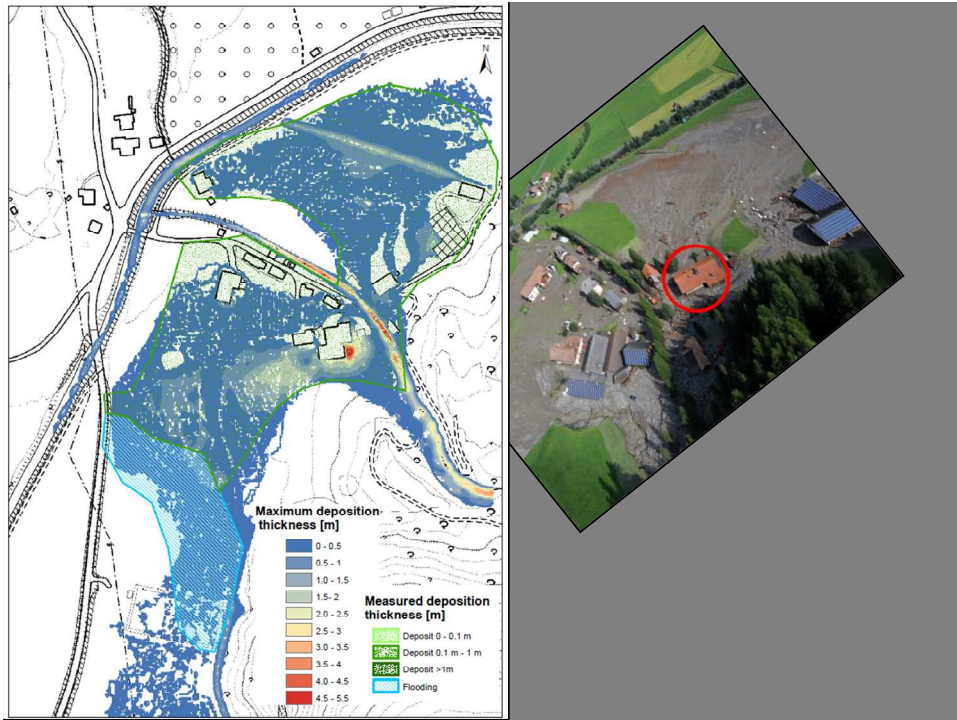 N
Maximum deposition
thickness [m]
0 - 0.5
0.5 - 1
1.0 - 1.5
1.5- 2
2.0 - 2.5
2.5 - 3
3.0 - 3.5
3.5 - 4
4.0 - 4.5
4.5 - 5.5
Measured deposition
thickness [m]
Deposit 0 - 0.1 m
Deposit 0.1 m - 1 m
Deposit >1m
Flooding